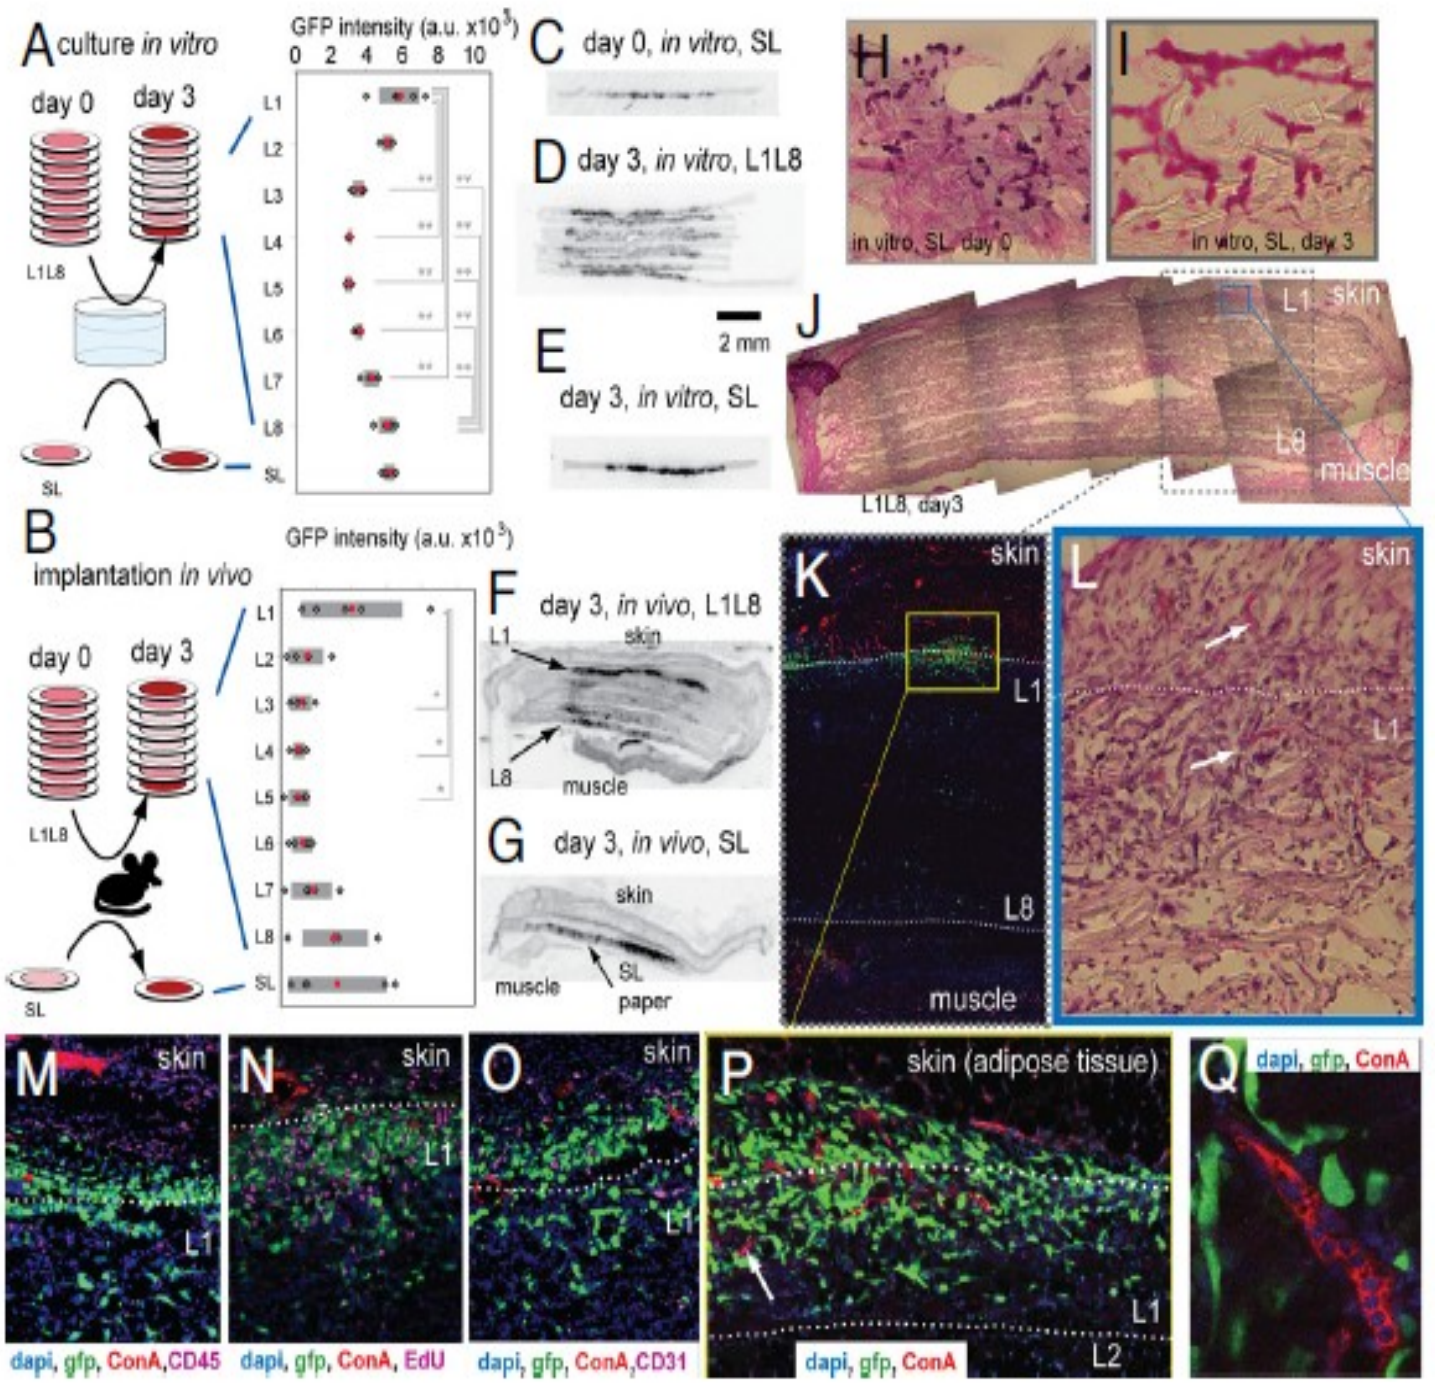 A
culture in vitro
day 0
day 3
L1L8
SL
GFP intensity (a.u. x10³)
0 2 4 6 8 10
L1
L2
L3
L4
L5
L6
L7
L8
SL
C
day 0, in vitro, SL
D
day 3, in vitro, L1L8
2 mm
E
day 3, in vitro, SL
H
in vitro, SL, day 0
I
in vitro, SL, day 3
J
L1
skin
L8
muscle
L1L8, day3
B
implantation in vivo
day 0
day 3
L1L8
SL
GFP intensity (a.u. x10³)
L1
L2
L3
L4
L5
L6
L7
L8
SL
F
day 3, in vivo, L1L8
L1
skin
L8
muscle
G
day 3, in vivo, SL
skin
SL
muscle
paper
K
skin
L1
L8
muscle
L
skin
L1
M
skin
L1
dapi, gfp, ConA,CD45
N
skin
L1
dapi, gfp, ConA, EdU
O
skin
L1
dapi, gfp, ConA,CD31
P
skin (adipose tissue)
L1
L2
dapi, gfp, ConA
Q
dapi, gfp, ConA